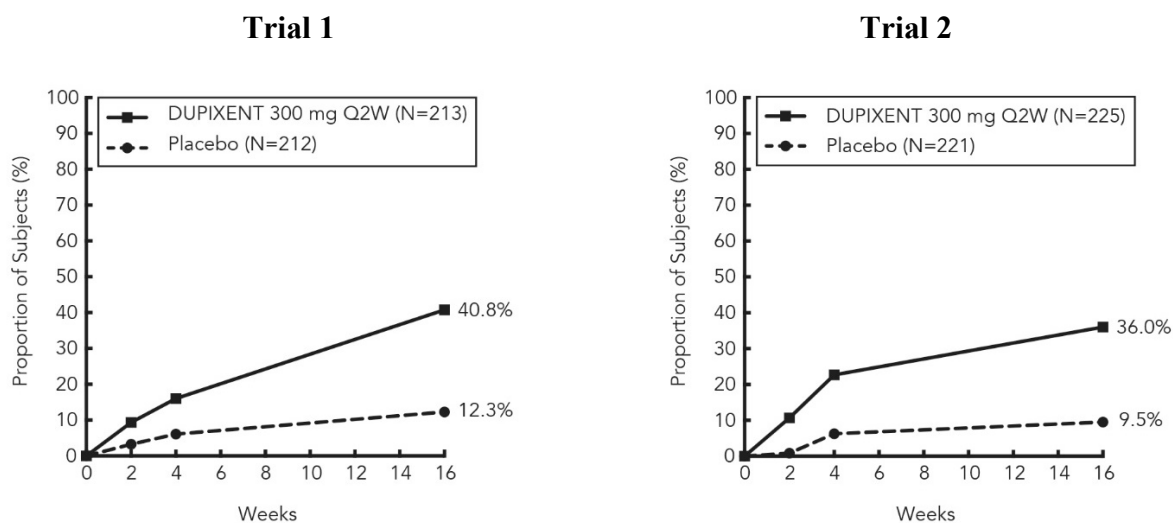 Trial 1
100
90
80
70
60
50
40
30
20
10
0
Proportion of Subjects (%)
DUPIXENT 300 mg Q2W (N=213)
Placebo (N=212)
40.8%
12.3%
0 2 4 6 8 10 12 14 16
Weeks
Trial 2
100
90
80
70
60
50
40
30
20
10
0
Proportion of Subjects (%)
DUPIXENT 300 mg Q2W (N=225)
Placebo (N=221)
36.0%
9.5%
0 2 4 6 8 10 12 14 16
Weeks